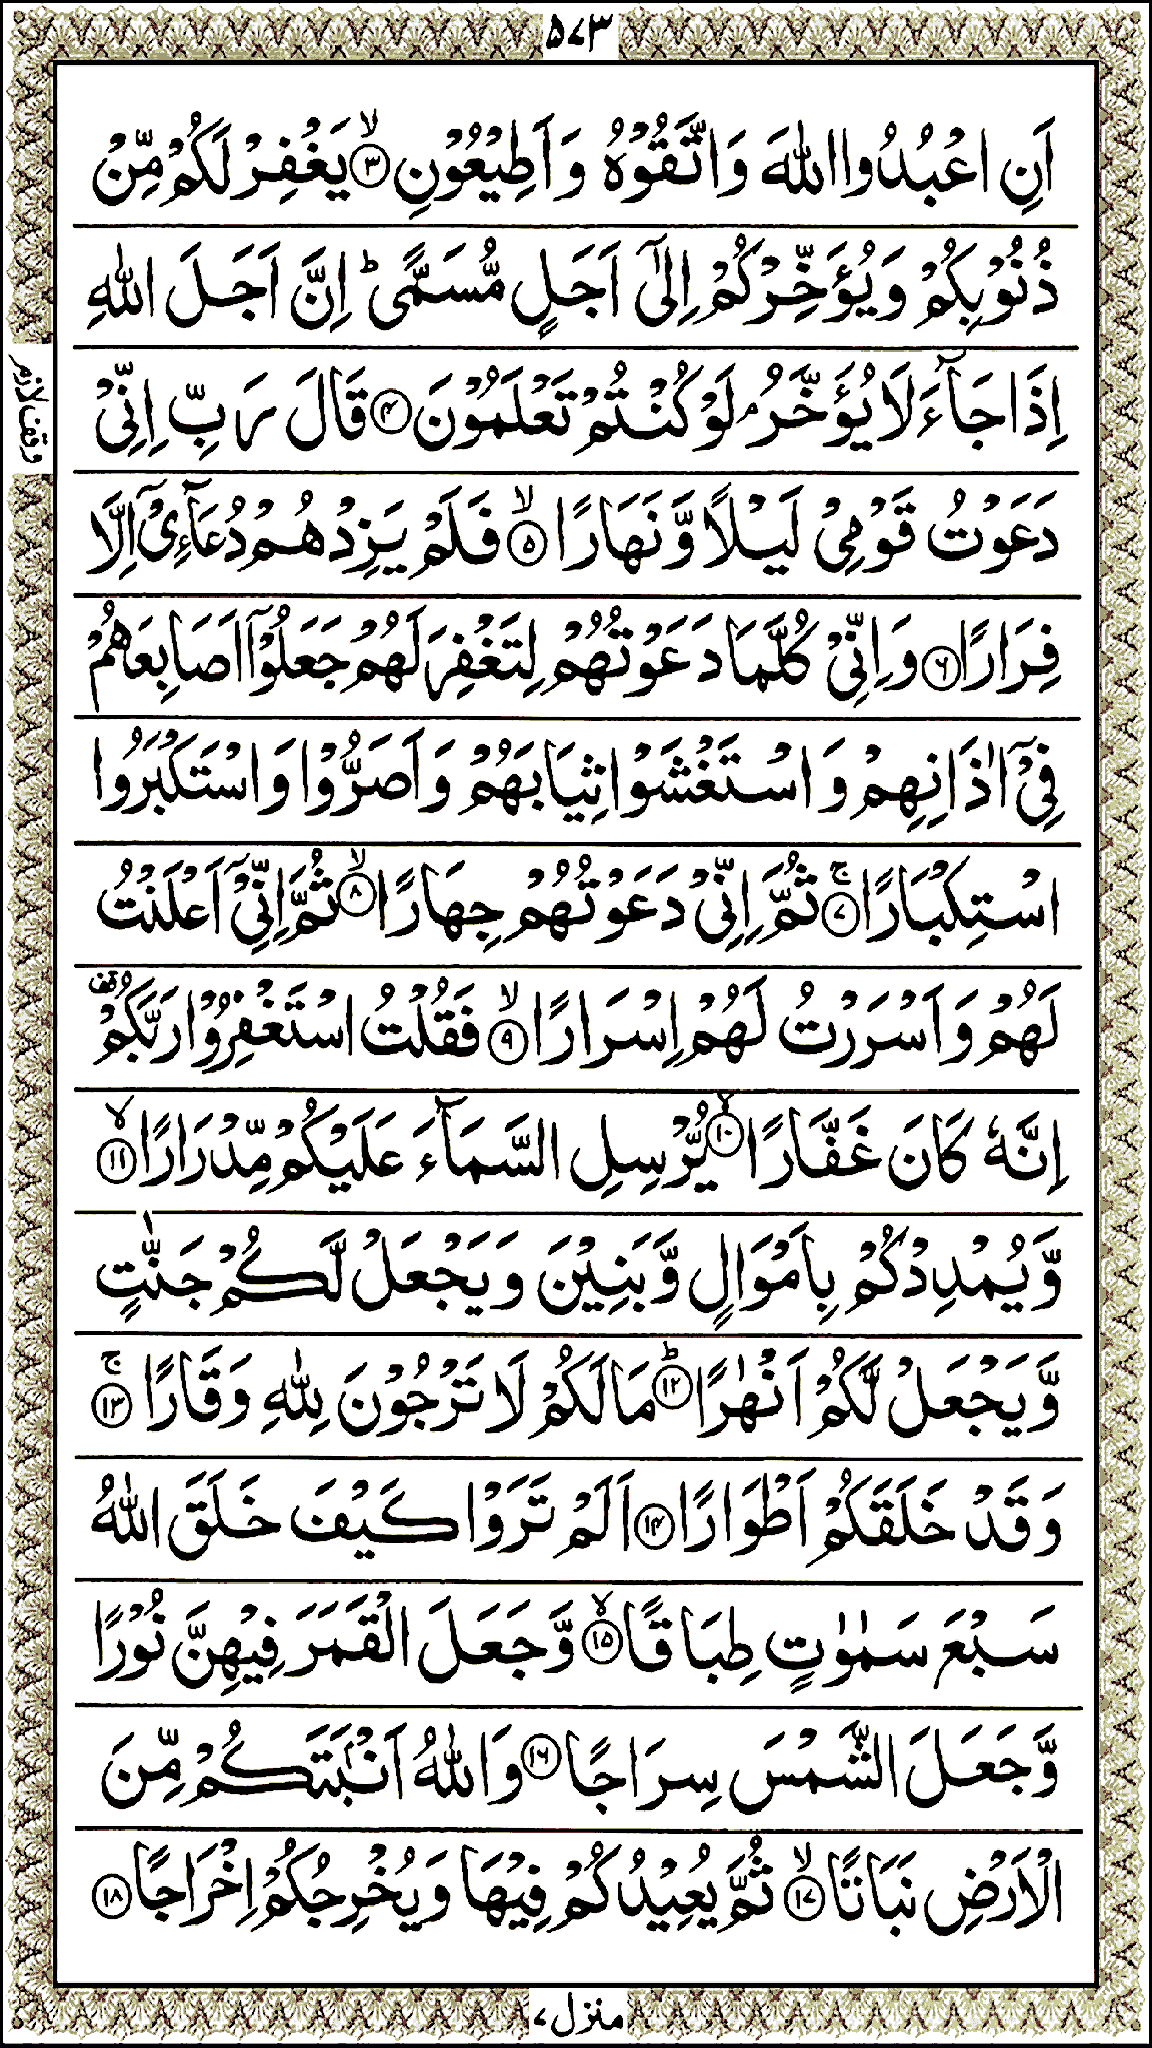 ۵۷۳
اَنِ اعْبُدُوا اللّٰهَ وَاتَّقُوْهُ وَ اَطِیْعُوْنِ ۙ﴿۳﴾ یَغْفِرْ لَكُمْ مِّنْ
ذُنُوْبِكُمْ وَ یُؤَخِّرْكُمْ اِلٰۤی اَجَلٍ مُّسَمًّی ؕ اِنَّ اَجَلَ اللّٰهِ
اِذَا جَآءَ لَا یُؤَخَّرُ ۘ لَوْ كُنْتُمْ تَعْلَمُوْنَ ﴿۴﴾ قَالَ رَبِّ اِنِّیْ
وقف لازم
دَعَوْتُ قَوْمِیْ لَیْلًا وَّ نَهَارًا ۙ﴿۵﴾ فَلَمْ یَزِدْهُمْ دُعَآءِیْۤ اِلَّا
فِرَارًا ﴿۶﴾ وَ اِنِّیْ كُلَّمَا دَعَوْتُهُمْ لِتَغْفِرَ لَهُمْ جَعَلُوْۤا اَصَابِعَهُمْ
فِیْۤ اٰذَانِهِمْ وَ اسْتَغْشَوْا ثِیَابَهُمْ وَ اَصَرُّوْا وَ اسْتَكْبَرُوا
اسْتِكْبَارًا ۚ﴿۷﴾ ثُمَّ اِنِّیْ دَعَوْتُهُمْ جِهَارًا ۙ﴿۸﴾ ثُمَّ اِنِّیْۤ اَعْلَنْتُ
لَهُمْ وَ اَسْرَرْتُ لَهُمْ اِسْرَارًا ۙ﴿۹﴾ فَقُلْتُ اسْتَغْفِرُوْا رَبَّكُمْ قف
اِنَّهٗ كَانَ غَفَّارًا ۙ﴿۱۰﴾ یُّرْسِلِ السَّمَآءَ عَلَیْكُمْ مِّدْرَارًا ۙ﴿۱۱﴾
وَّ یُمْدِدْكُمْ بِاَمْوَالٍ وَّ بَنِیْنَ وَ یَجْعَلْ لَّكُمْ جَنّٰتٍ
وَّ یَجْعَلْ لَّكُمْ اَنْهٰرًا ؕ﴿۱۲﴾ مَا لَكُمْ لَا تَرْجُوْنَ لِلّٰهِ وَقَارًا ۚ﴿۱۳﴾
وَ قَدْ خَلَقَكُمْ اَطْوَارًا ﴿۱۴﴾ اَلَمْ تَرَوْا كَیْفَ خَلَقَ اللّٰهُ
سَبْعَ سَمٰوٰتٍ طِبَاقًا ۙ﴿۱۵﴾ وَّ جَعَلَ الْقَمَرَ فِیْهِنَّ نُوْرًا
وَّ جَعَلَ الشَّمْسَ سِرَاجًا ﴿۱۶﴾ وَ اللّٰهُ اَنْۢبَتَكُمْ مِّنَ
الْاَرْضِ نَبَاتًا ۙ﴿۱۷﴾ ثُمَّ یُعِیْدُكُمْ فِیْهَا وَ یُخْرِجُكُمْ اِخْرَاجًا ﴿۱۸﴾
منزل ۷